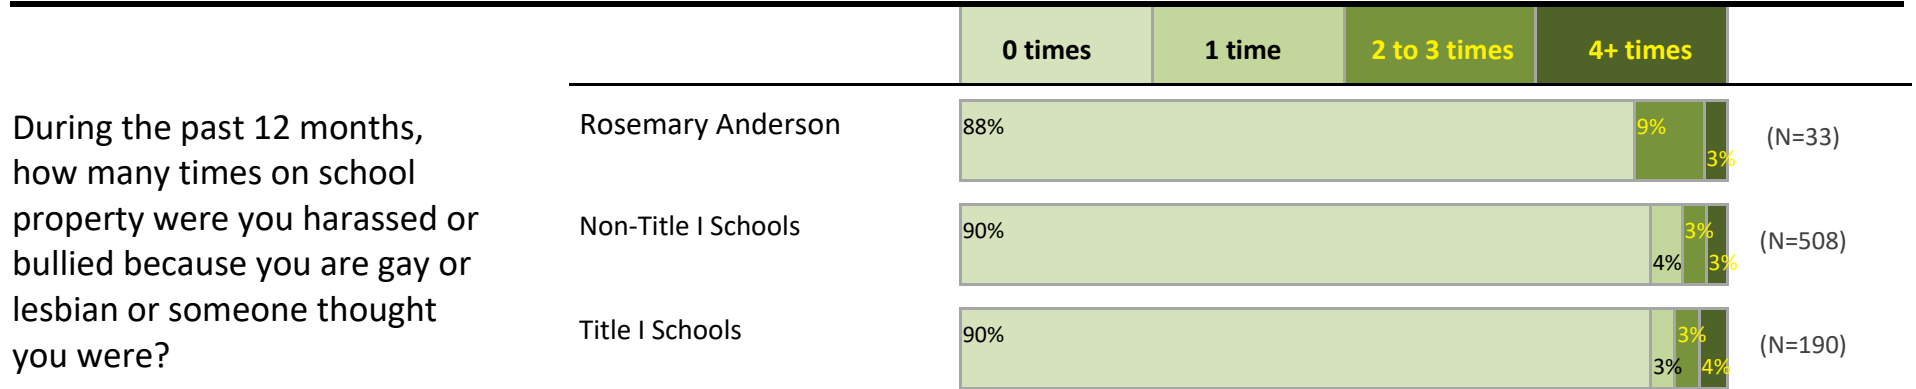 0 times 1 time 2 to 3 times 4+ times
During the past 12 months,
how many times on school
property were you harassed or
bullied because you are gay or
lesbian or someone thought
you were?
Rosemary Anderson 88% 9% 3% (N=33)
Non-Title I Schools 90% 4% 3% 3% (N=508)
Title I Schools 90% 3% 3% 4% (N=190)